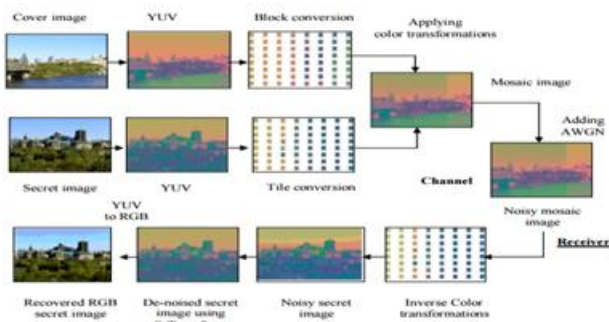 Cover image
YUV
Block conversion
Applying
color transformations
Mosaic image
Adding
AWGN
Secret image
YUV
Tile conversion
Channel
YUV
to RGB
Noisy mosaic
image
Receiver
Recovered RGB
secret image
De-noised secret
image using
Noisy secret
image
Inverse Color
transformations